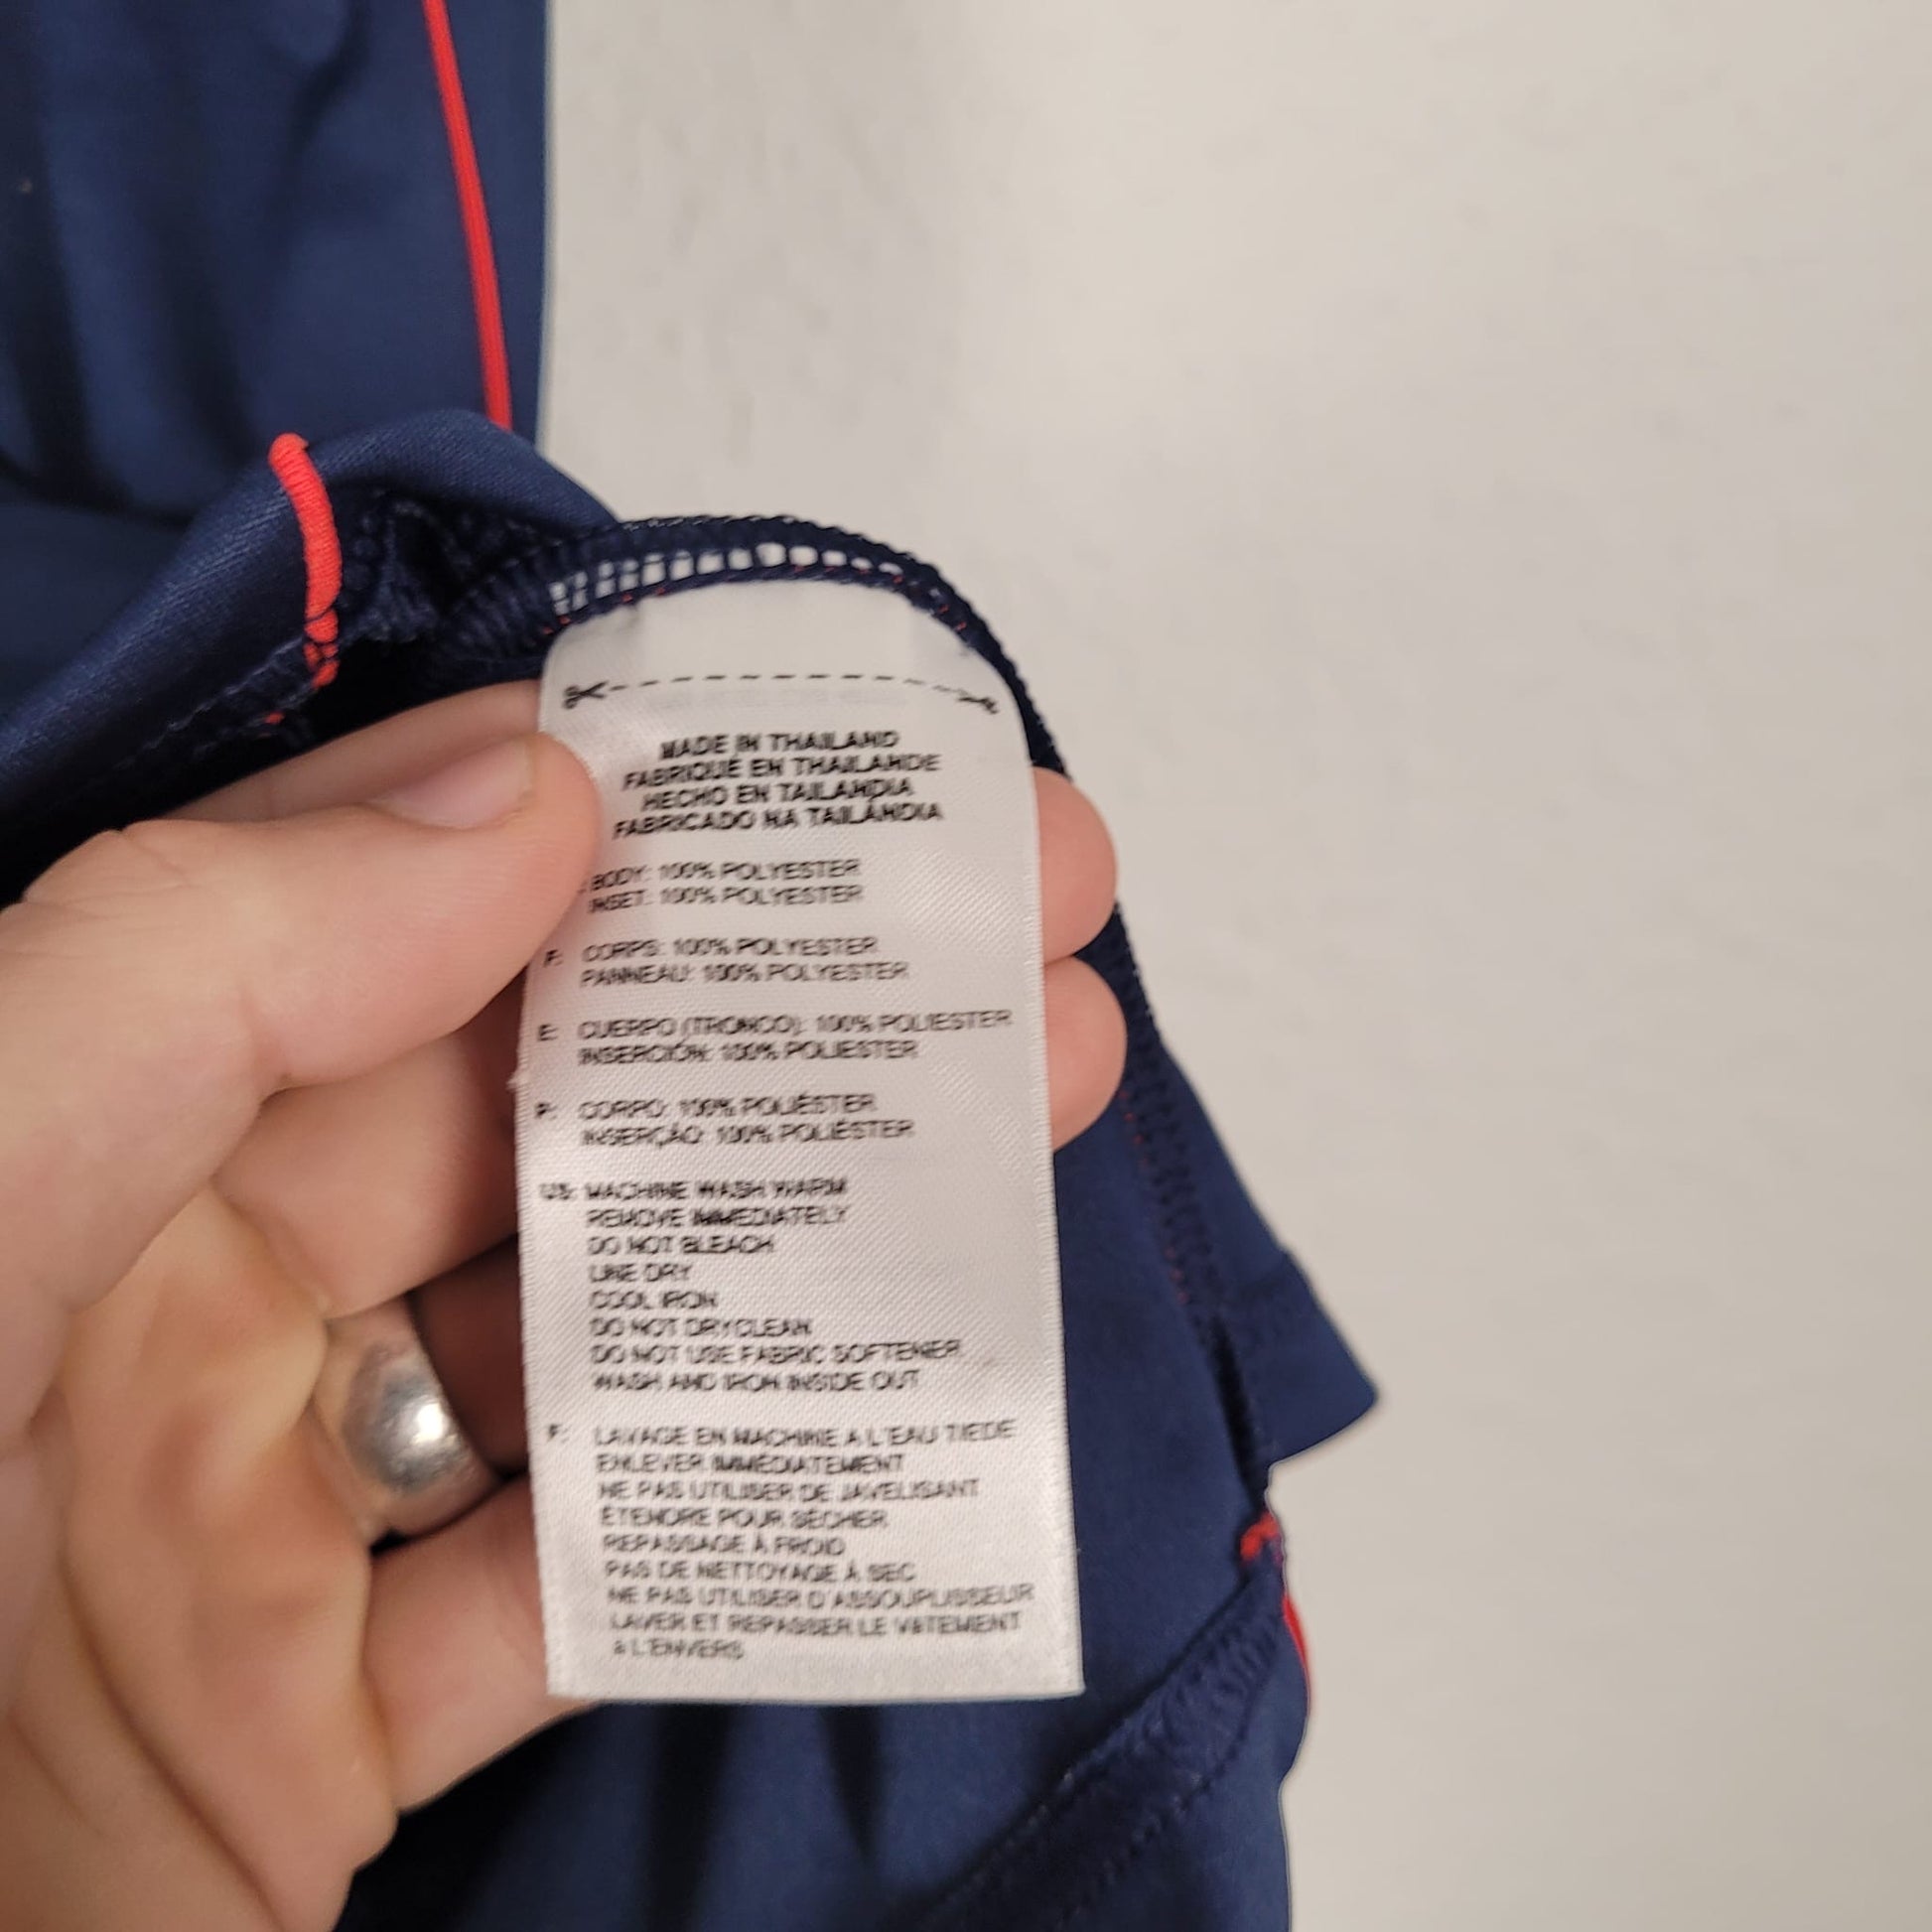 MADE IN THAILAND
FABRIQUÉ EN THAILANDE
HECHO EN TAILANDIA
FABRICADO NA TAILÂNDIA
BODY: 100% POLYESTER
INSET: 100% POLYESTER
F: CORPS: 100% POLYESTER
PANNEAU: 100% POLYESTER
E: CUERPO (TRONCO): 100% POLIESTER
INSERCIÓN: 100% POLIESTER
P: CORPO: 100% POLIÉSTER
INSERÇÃO: 100% POLIÉSTER
US: MACHINE WASH WARM
REMOVE IMMEDIATELY
DO NOT BLEACH
LINE DRY
COOL IRON
DO NOT DRYCLEAN
DO NOT USE FABRIC SOFTENER
WASH AND IRON INSIDE OUT
F: LAVAGE EN MACHINE A L'EAU TIEDE
ENLEVER IMMÉDIATEMENT
NE PAS UTILISER DE JAVELISANT
ÉTENDRE POUR SÉCHER
REPASSAGE À FROID
PAS DE NETTOYAGE À SEC
NE PAS UTILISER D'ASSOUPLISSEUR
LAVER ET REPASSER LE VêTEMENT
à L'ENVERS